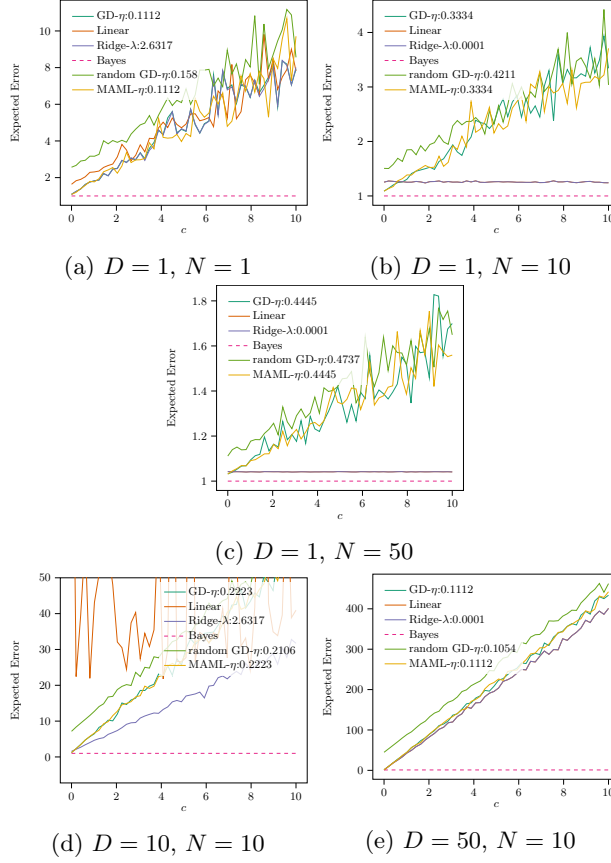 GD-η:0.1112
Linear
Ridge-λ:2.6317
Bayes
random GD-η:0.158
MAML-η:0.1112
Expected Error
10
8
6
4
2
0 2 4 6 8 10
c
(a) D = 1, N = 1
GD-η:0.3334
Linear
Ridge-λ:0.0001
Bayes
random GD-η:0.4211
MAML-η:0.3334
Expected Error
4
3
2
1
0 2 4 6 8 10
c
(b) D = 1, N = 10
GD-η:0.4445
Linear
Ridge-λ:0.0001
Bayes
random GD-η:0.4737
MAML-η:0.4445
Expected Error
1.8
1.6
1.4
1.2
1
0 2 4 6 8 10
c
(c) D = 1, N = 50
GD-η:0.2223
Linear
Ridge-λ:2.6317
Bayes
random GD-η:0.2106
MAML-η:0.2223
Expected Error
50
40
30
20
10
0
0 2 4 6 8 10
c
(d) D = 10, N = 10
GD-η:0.1112
Linear
Ridge-λ:0.0001
Bayes
random GD-η:0.1054
MAML-η:0.1112
Expected Error
400
300
200
100
0
0 2 4 6 8 10
c
(e) D = 50, N = 10